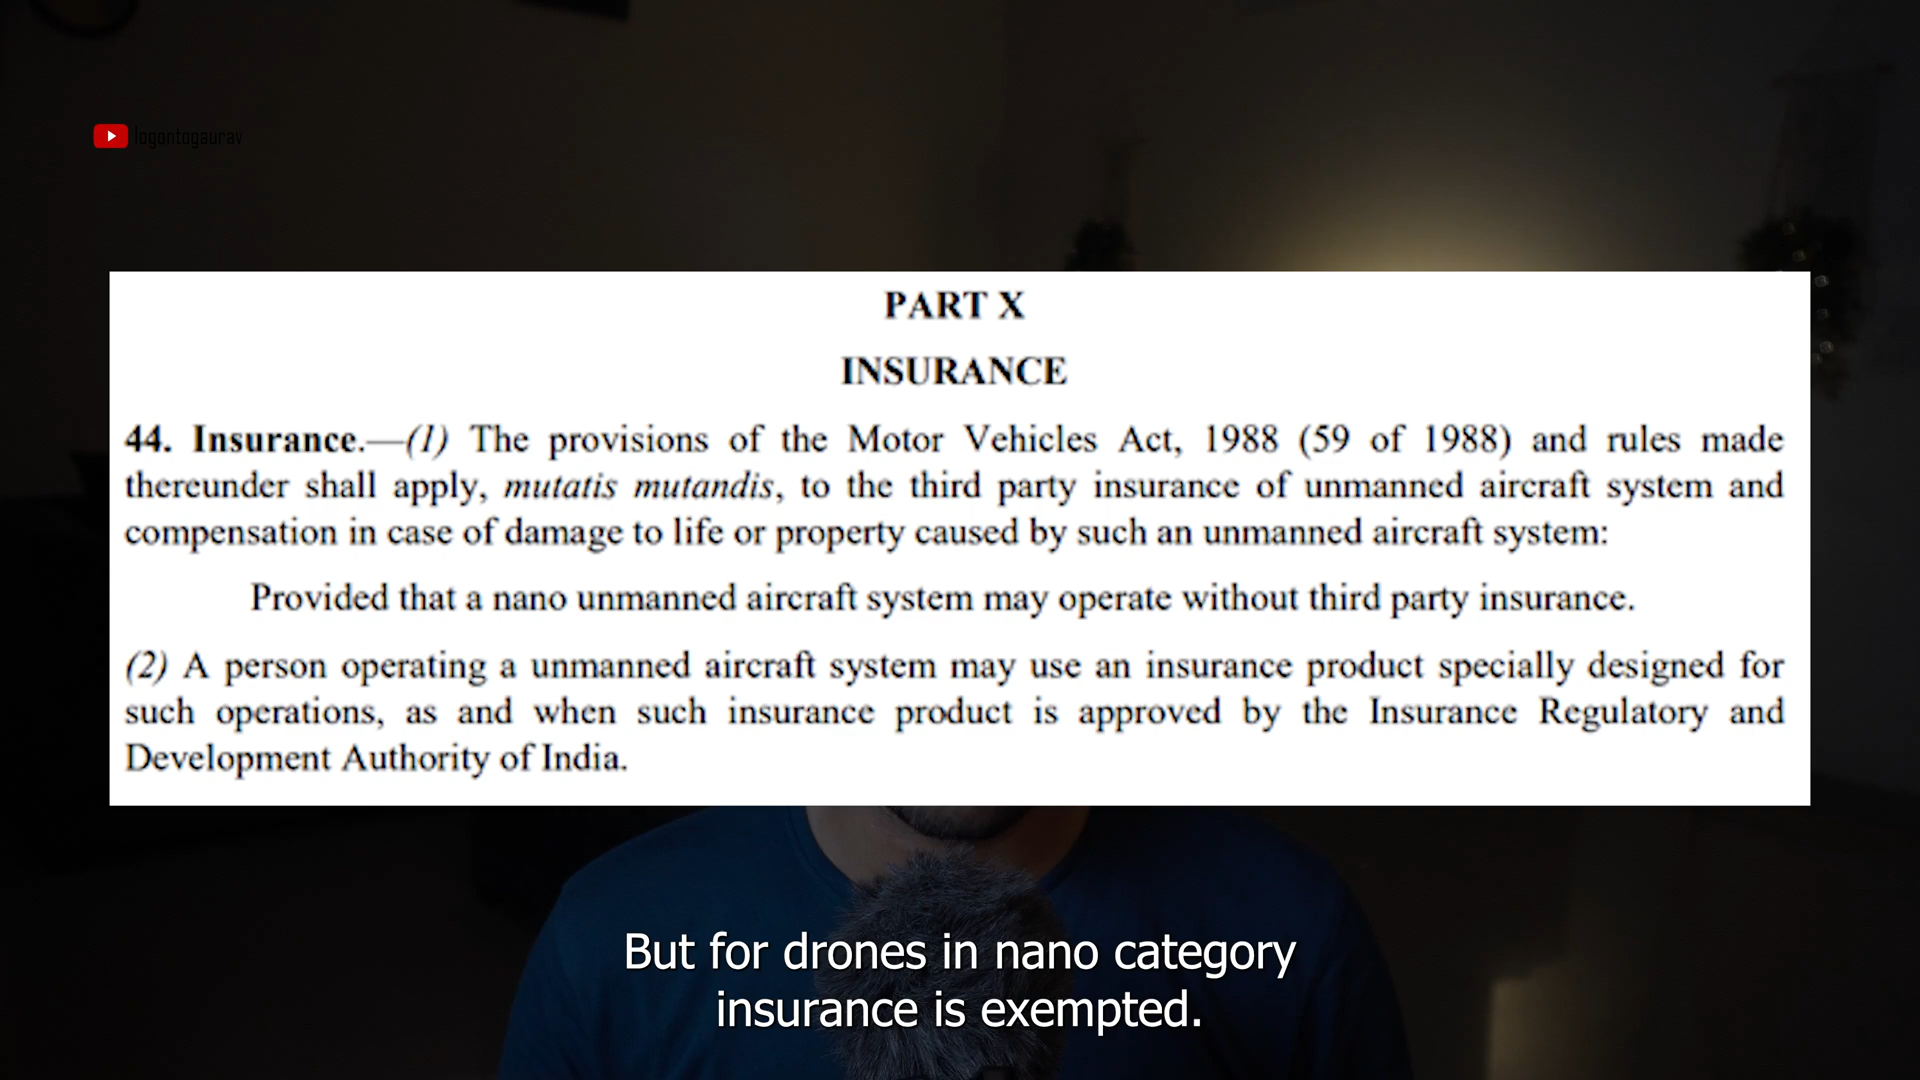 logontogaurav
PART X
INSURANCE
44. Insurance.—(1) The provisions of the Motor Vehicles Act, 1988 (59 of 1988) and rules made
thereunder shall apply, mutatis mutandis, to the third party insurance of unmanned aircraft system and
compensation in case of damage to life or property caused by such an unmanned aircraft system:
Provided that a nano unmanned aircraft system may operate without third party insurance.
(2) A person operating a unmanned aircraft system may use an insurance product specially designed for
such operations, as and when such insurance product is approved by the Insurance Regulatory and
Development Authority of India.
But for drones in nano category
insurance is exempted.